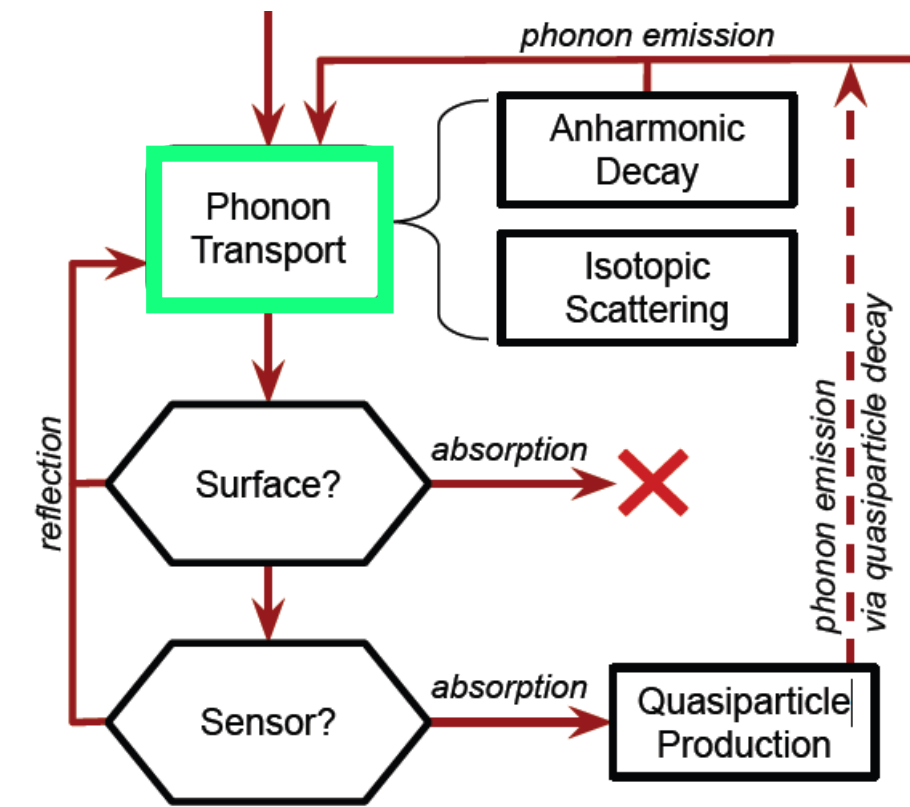 phonon emission
Anharmonic
Decay
Phonon
Transport
Isotopic
Scattering
reflection
Surface?
absorption
phonon emission
via quasiparticle decay
Sensor?
absorption
Quasiparticle
Production